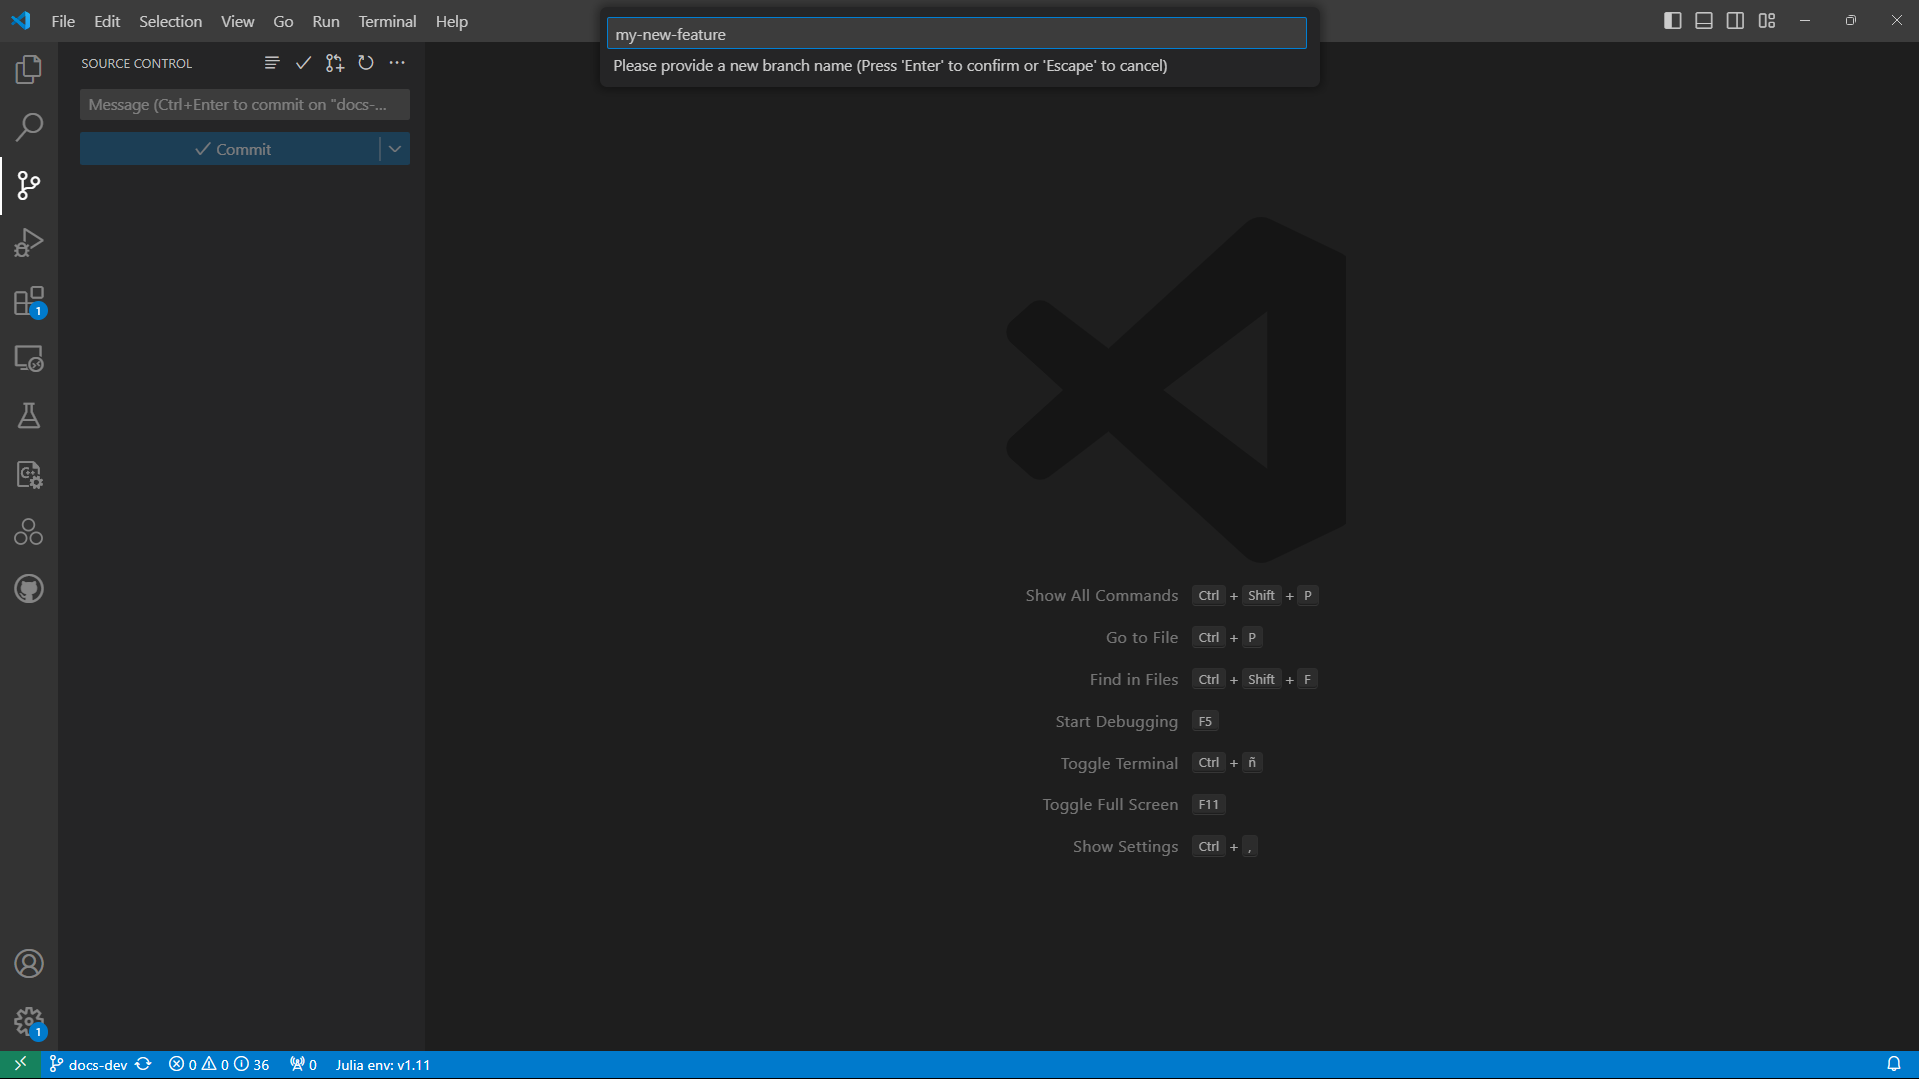 File Edit Selection View Go Run Terminal Help
my-new-feature
Please provide a new branch name (Press 'Enter' to confirm or 'Escape' to cancel)
SOURCE CONTROL
Message (Ctrl+Enter to commit on "docs-...
Commit
1
Show All Commands Ctrl + Shift + P
Go to File Ctrl + P
Find in Files Ctrl + Shift + F
Start Debugging F5
Toggle Terminal Ctrl + ñ
Toggle Full Screen F11
Show Settings Ctrl + ,
1
docs-dev 0 0 36 0 Julia env: v1.11